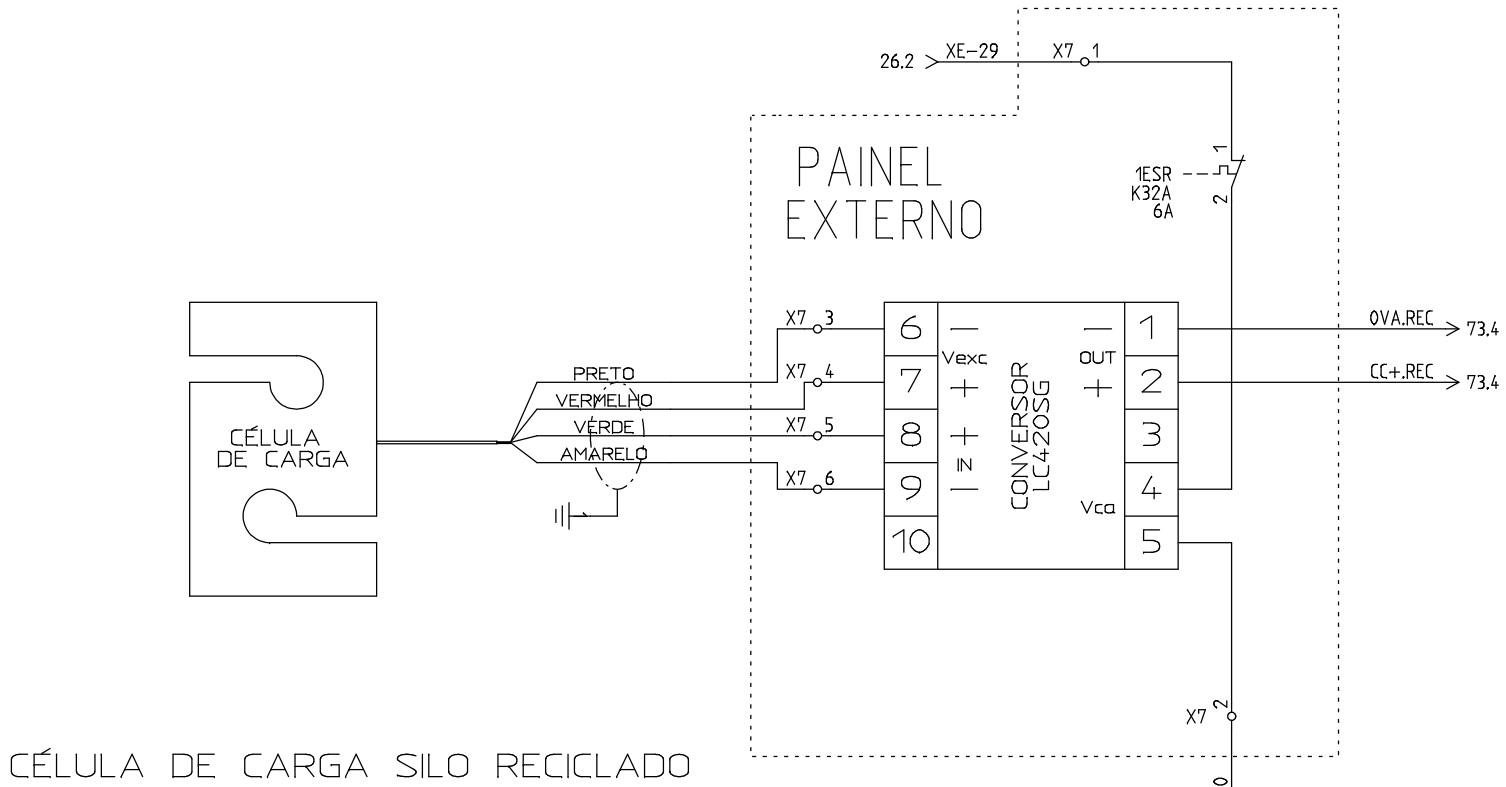 26.2
XE-29
X7 1
PAINEL
EXTERNO
1
1ESR
K32A
6A
2
X7 3
6
-
-
1
0VA.REC
73.4
Vexc
OUT
PRETO
X7 4
7
+
+
2
CC+.REC
73.4
VERMELHO
VERDE
X7 5
8
+
3
CONVERSOR
LC420SG
CÉLULA
DE CARGA
AMARELO
IN
X7 6
9
-
4
Vca
10
5
X7 2
CÉLULA DE CARGA SILO RECICLADO
0